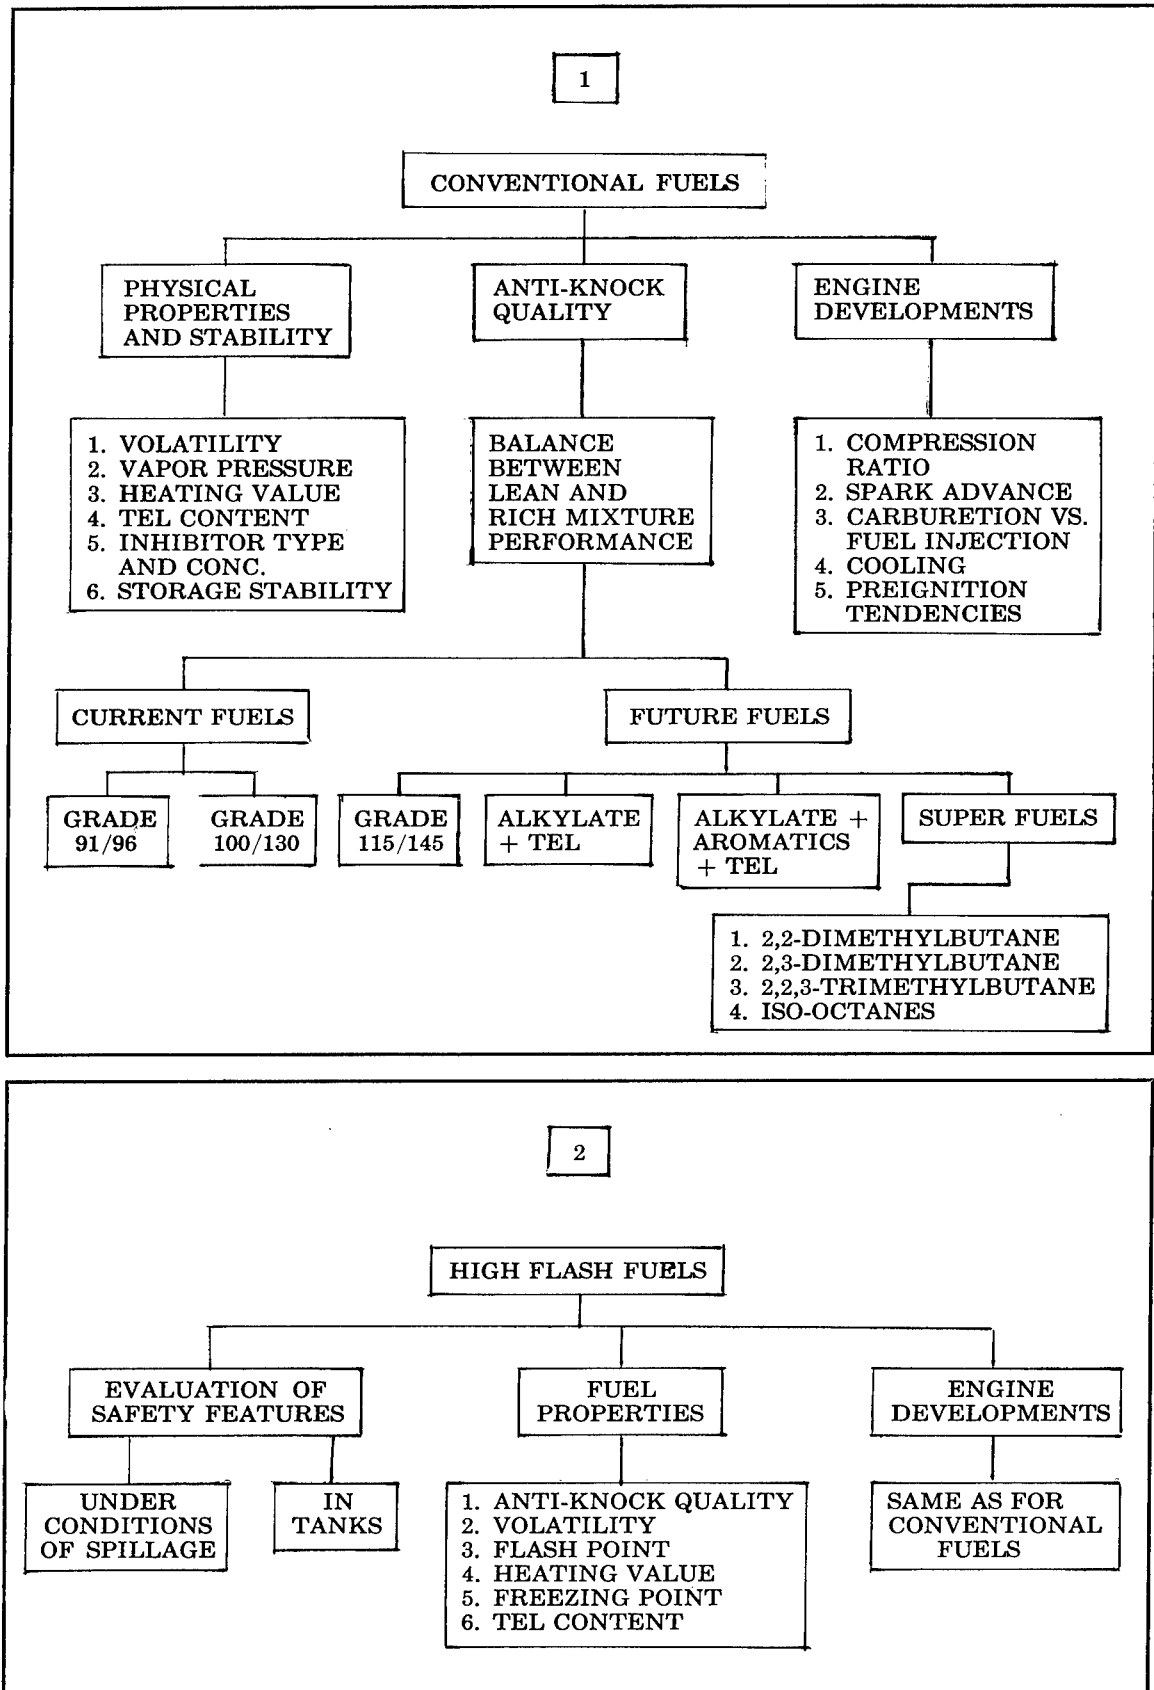 1
CONVENTIONAL FUELS
PHYSICAL
PROPERTIES
AND STABILITY
ANTI-KNOCK
QUALITY
ENGINE
DEVELOPMENTS
1. VOLATILITY
2. VAPOR PRESSURE
3. HEATING VALUE
4. TEL CONTENT
5. INHIBITOR TYPE
AND CONC.
6. STORAGE STABILITY
BALANCE
BETWEEN
LEAN AND
RICH MIXTURE
PERFORMANCE
1. COMPRESSION
RATIO
2. SPARK ADVANCE
3. CARBURETION VS.
FUEL INJECTION
4. COOLING
5. PREIGNITION
TENDENCIES
CURRENT FUELS
FUTURE FUELS
GRADE
91/96
GRADE
100/130
GRADE
115/145
ALKYLATE
+ TEL
ALKYLATE +
AROMATICS
+ TEL
SUPER FUELS
1. 2,2-DIMETHYLBUTANE
2. 2,3-DIMETHYLBUTANE
3. 2,2,3-TRIMETHYLBUTANE
4. ISO-OCTANES
2
HIGH FLASH FUELS
EVALUATION OF
SAFETY FEATURES
FUEL
PROPERTIES
ENGINE
DEVELOPMENTS
UNDER
CONDITIONS
OF SPILLAGE
IN
TANKS
1. ANTI-KNOCK QUALITY
2. VOLATILITY
3. FLASH POINT
4. HEATING VALUE
5. FREEZING POINT
6. TEL CONTENT
SAME AS FOR
CONVENTIONAL
FUELS